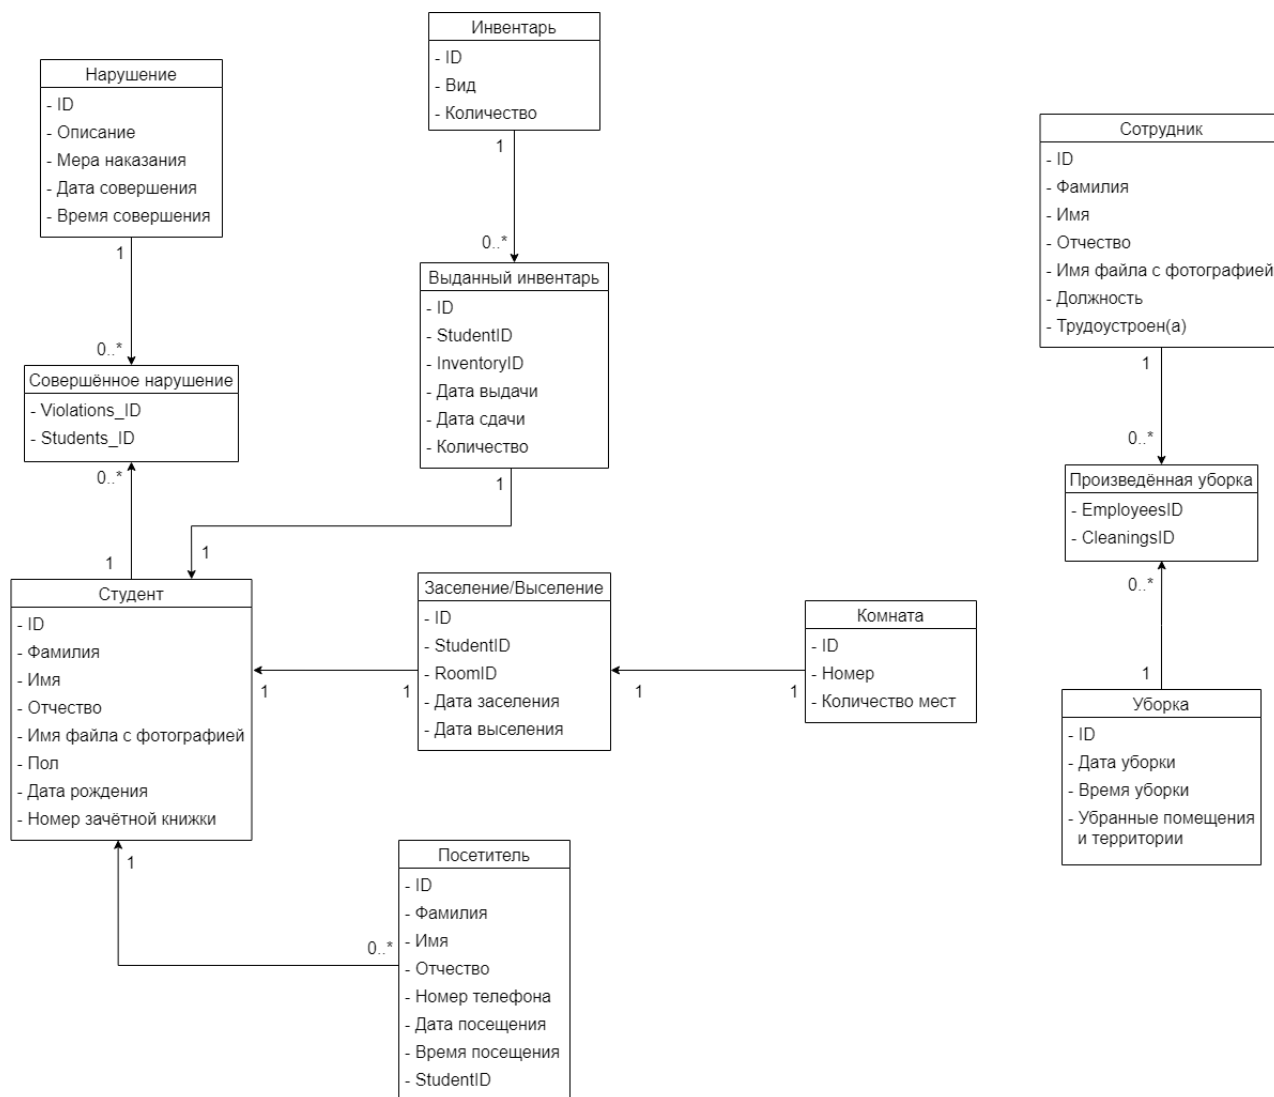 Инвентарь
- ID
- Вид
- Количество
1
0..*
Нарушение
- ID
- Описание
- Мера наказания
- Дата совершения
- Время совершения
1
0..*
Совершённое нарушение
- Violations_ID
- Students_ID
0..*
1
Выданный инвентарь
- ID
- StudentID
- InventoryID
- Дата выдачи
- Дата сдачи
- Количество
1
1
Студент
- ID
- Фамилия
- Имя
- Отчество
- Имя файла с фотографией
- Пол
- Дата рождения
- Номер зачётной книжки
1
1
Заселение/Выселение
- ID
- StudentID
- RoomID
- Дата заселения
- Дата выселения
1
1
Комната
- ID
- Номер
- Количество мест
1
0..*
Посетитель
- ID
- Фамилия
- Имя
- Отчество
- Номер телефона
- Дата посещения
- Время посещения
- StudentID
Сотрудник
- ID
- Фамилия
- Имя
- Отчество
- Имя файла с фотографией
- Должность
- Трудоустроен(а)
1
0..*
Произведённая уборка
- EmployeesID
- CleaningsID
0..*
1
Уборка
- ID
- Дата уборки
- Время уборки
- Убранные помещения
и территории